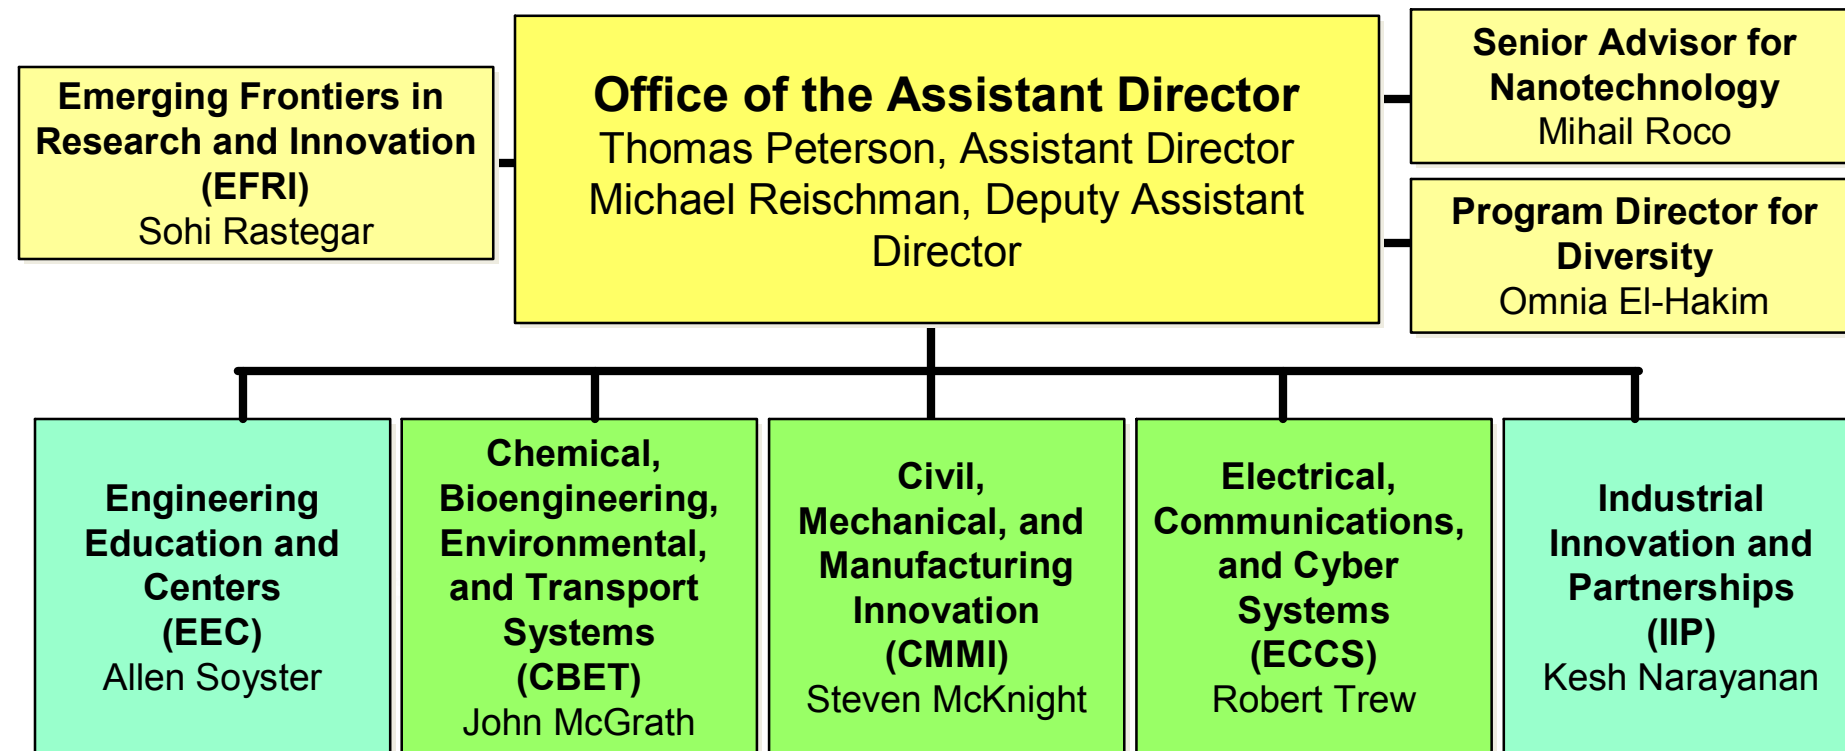 Emerging Frontiers in
Research and Innovation
(EFRI)
Sohi Rastegar
Office of the Assistant Director
Thomas Peterson, Assistant Director
Michael Reischman, Deputy Assistant
Director
Senior Advisor for
Nanotechnology
Mihail Roco
Program Director for
Diversity
Omnia El-Hakim
Engineering
Education and
Centers
(EEC)
Allen Soyster
Chemical,
Bioengineering,
Environmental,
and Transport
Systems
(CBET)
John McGrath
Civil,
Mechanical, and
Manufacturing
Innovation
(CMMI)
Steven McKnight
Electrical,
Communications,
and Cyber
Systems
(ECCS)
Robert Trew
Industrial
Innovation and
Partnerships
(IIP)
Kesh Narayanan